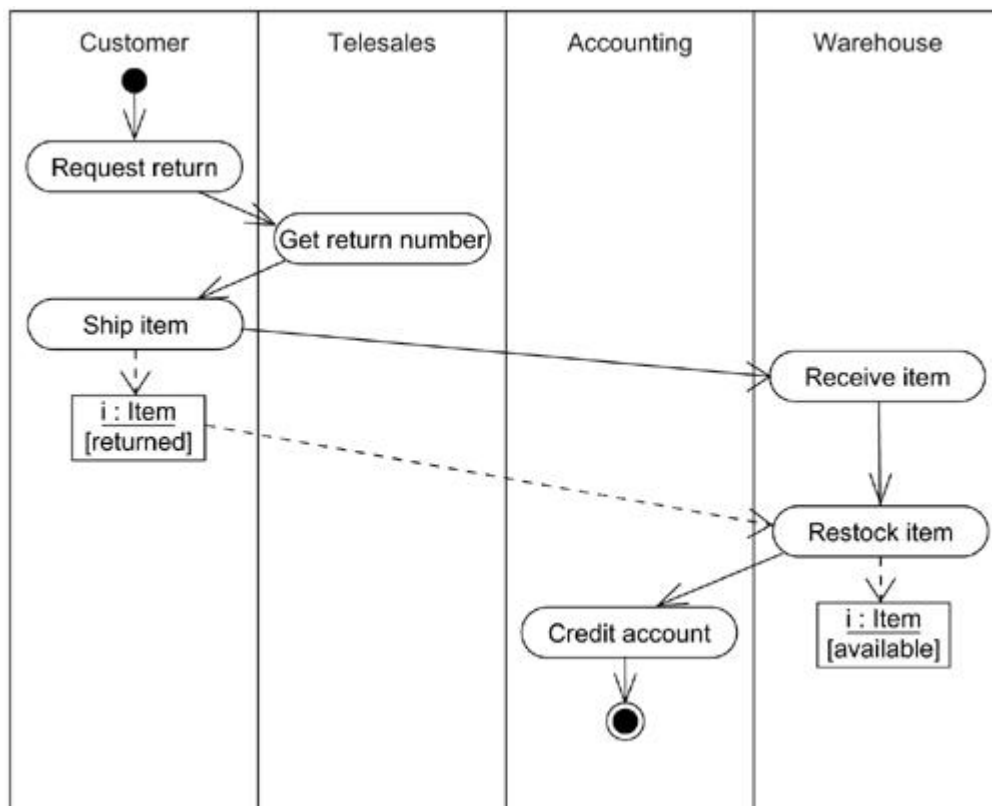 Customer
Telesales
Accounting
Warehouse
Request return
Get return number
Ship item
Receive item
i : Item
[returned]
Restock item
Credit account
i : Item
[available]